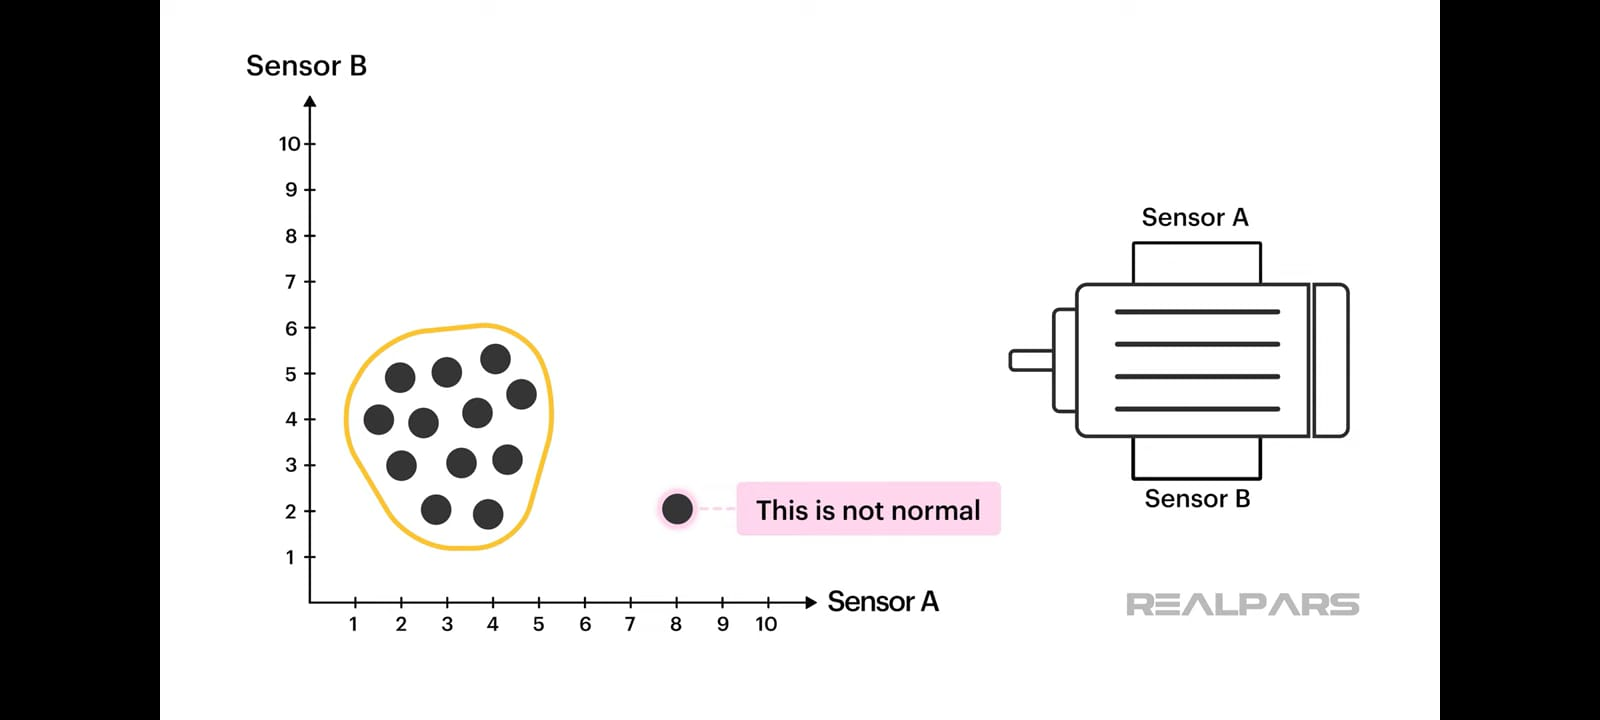 Sensor B
10
9
8
7
6
5
4
3
2
1
1 2 3 4 5 6 7 8 9 10
Sensor A
This is not normal
Sensor A
Sensor B
REALPARS